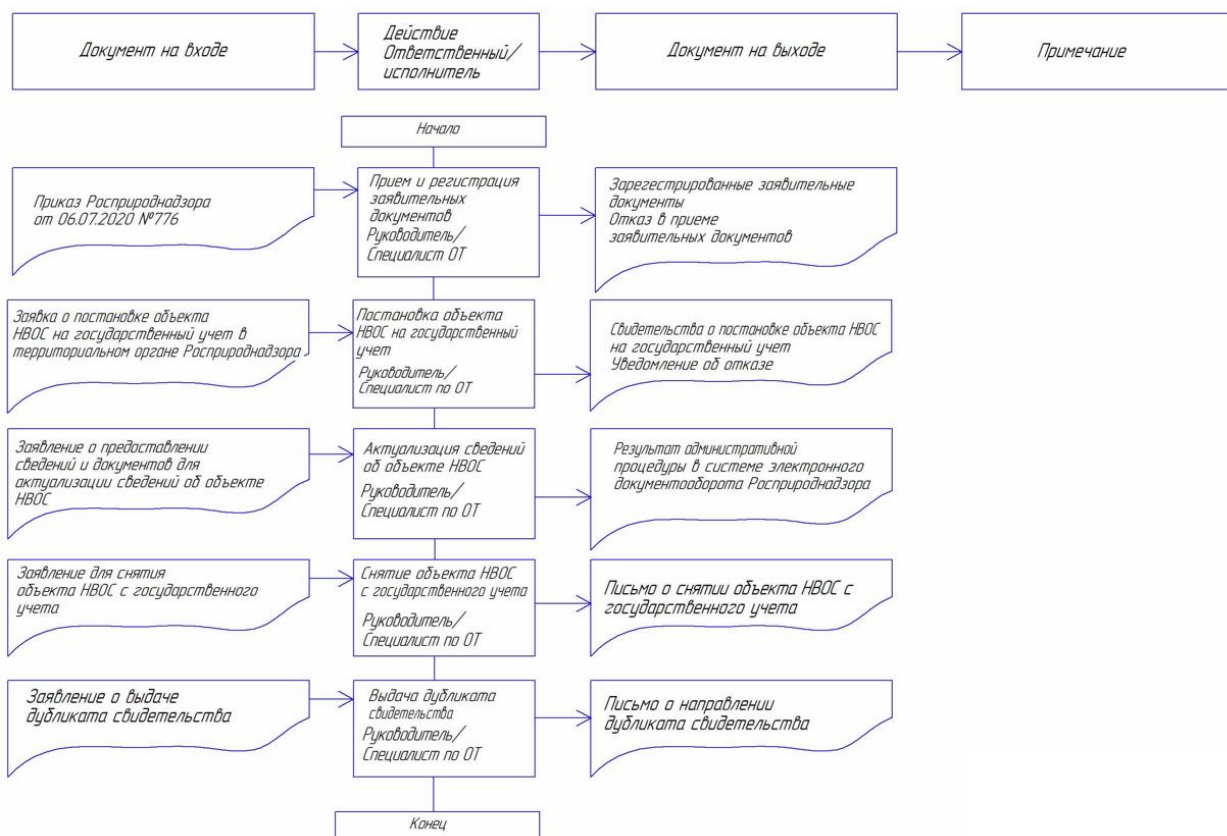 Документ на входе
Действие
Ответственный/
исполнитель
Документ на выходе
Примечание
Начало
Приказ Росприроднадзора
от 06.07.2020 №776
Прием и регистрация
заявительных
документов
Руководитель/
Специалист ОТ
Зарегестрированные заявительные
документы
Отказ в приеме
заявительных документов
Заявка о постановке объекта
НВОС на государственный учет в
территориальном органе Росприроднадзора
Постановка объекта
НВОС на государственный
учет
Руководитель/
Специалист по ОТ
Свидетельства о постановке объекта НВОС
на государственный учет
Уведомление об отказе
Заявление о предоставлении
сведений и документов для
актуализации сведений об объекте
НВОС
Актуализация сведений
об объекте НВОС
Руководитель/
Специалист по ОТ
Результат административной
процедуры в системе электронного
документооборота Росприроднадзора
Заявление для снятия
объекта НВОС с государственного
учета
Снятие объекта НВОС
с государственного учета
Руководитель/
Специалист по ОТ
Письмо о снятии объекта НВОС с
государственного учета
Заявление о выдаче
дубликата свидетельства
Выдача дубликата
свидетельства
Руководитель/
Специалист по ОТ
Письмо о направлении
дубликата свидетельства
Конец